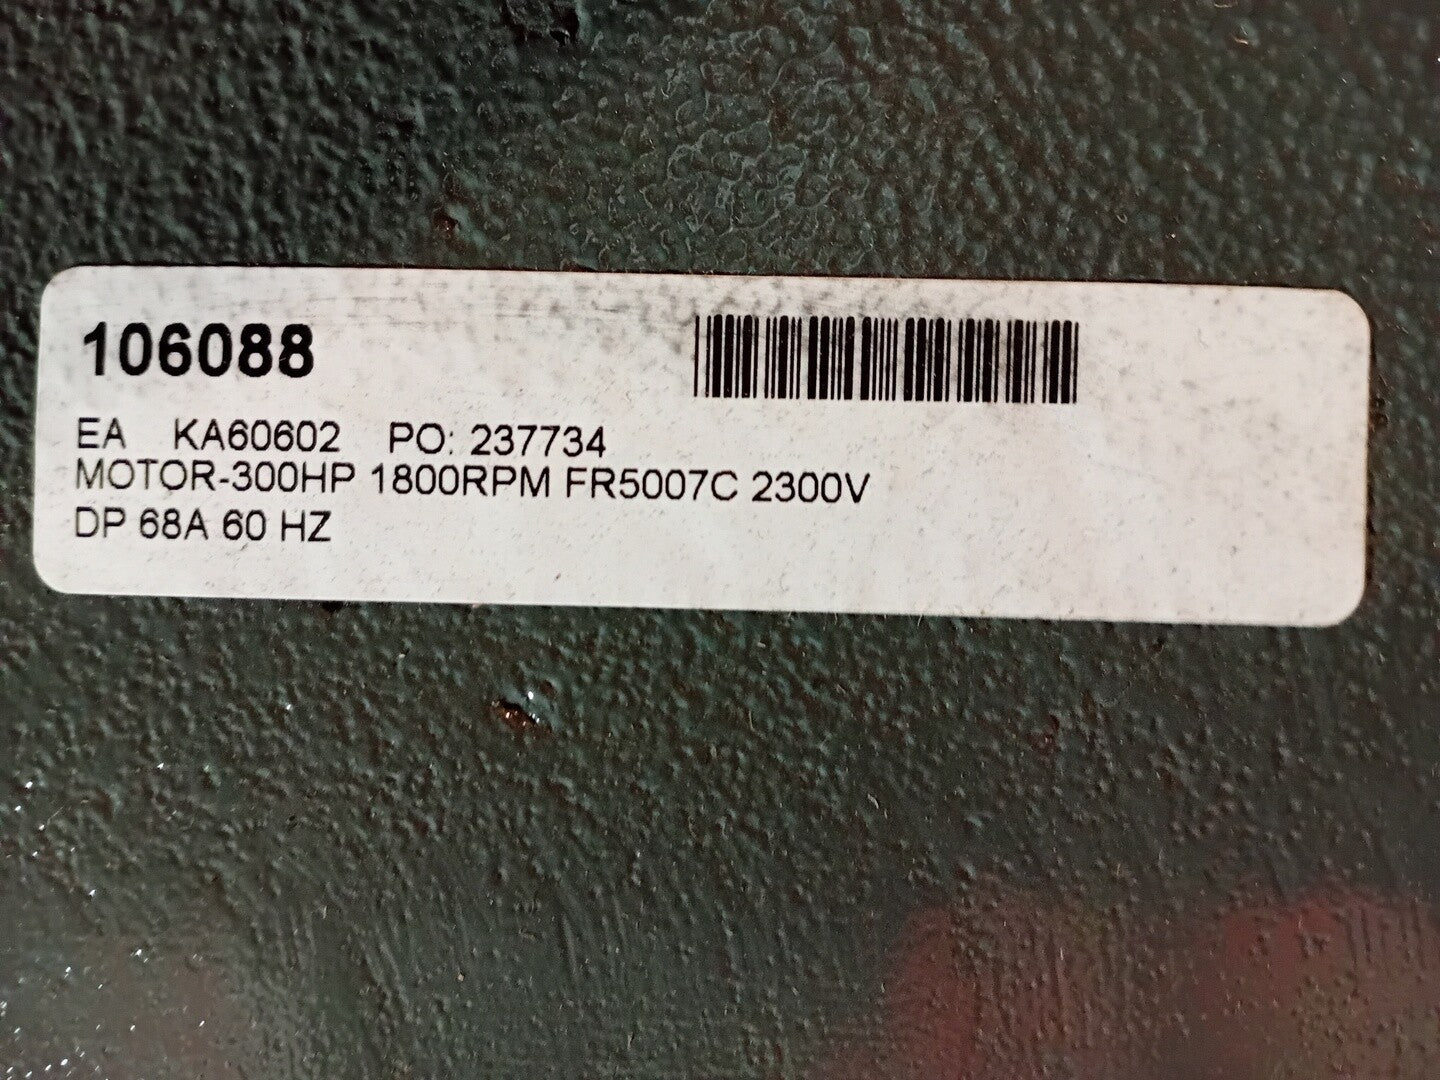 106088
EA KA60602 PO: 237734
MOTOR-300HP 1800RPM FR5007C 2300V
DP 68A 60 HZ